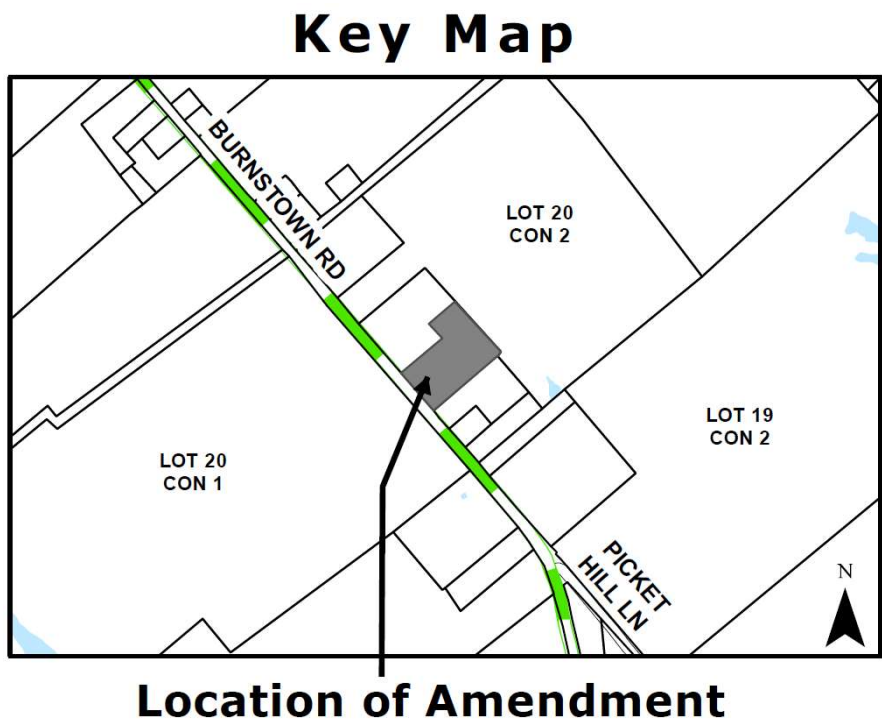 Key Map
BURNSTOWN RD
LOT 20
CON 2
LOT 19
CON 2
LOT 20
CON 1
PICKET
HILL LN
N
Location of Amendment